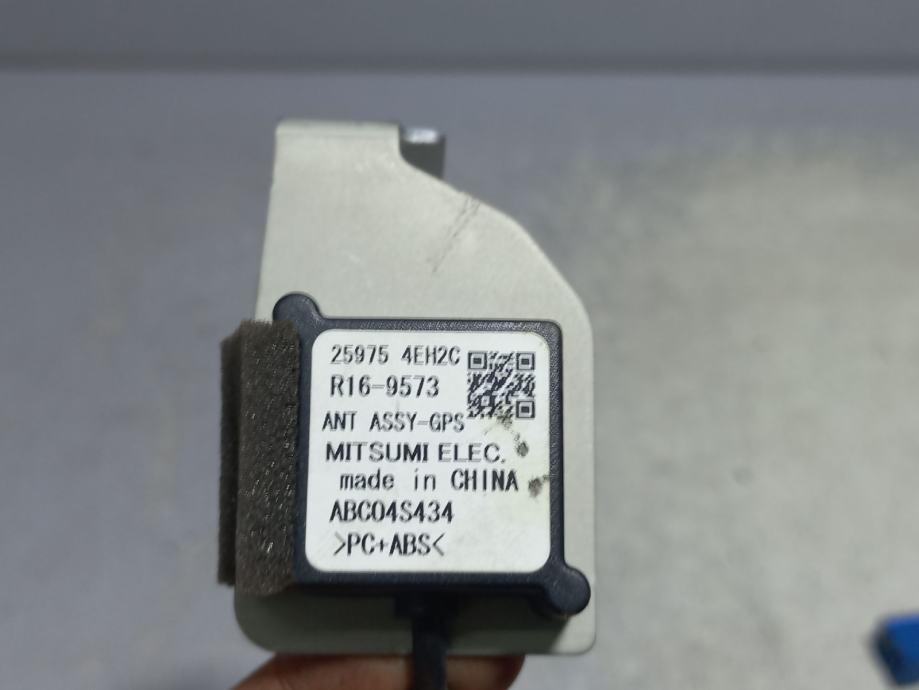 25975 4EH2C
R16-9573
ANT ASSY-GPS
MITSUMI ELEC.
made in CHINA
ABC04S434
>PC+ABS<